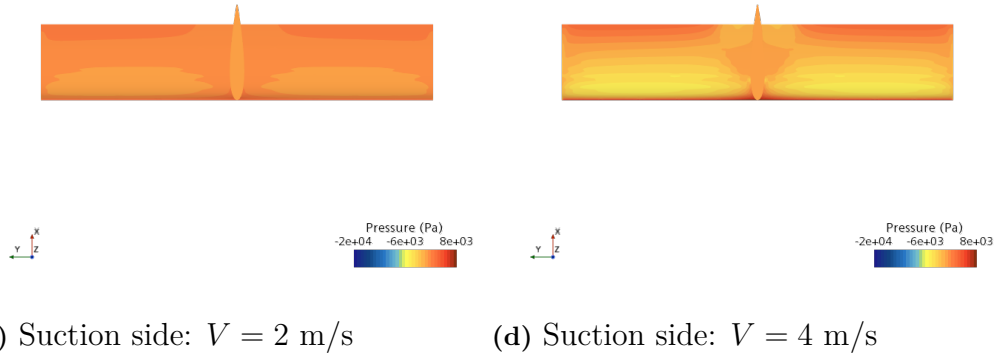 X
Y
Z
Pressure (Pa)
-2e+04 -6e+03 8e+03
X
Y
Z
Pressure (Pa)
-2e+04 -6e+03 8e+03
) Suction side: V = 2 m/s
(d) Suction side: V = 4 m/s